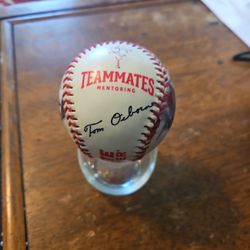 TEAMMATES
MENTORING
Tom Osborne